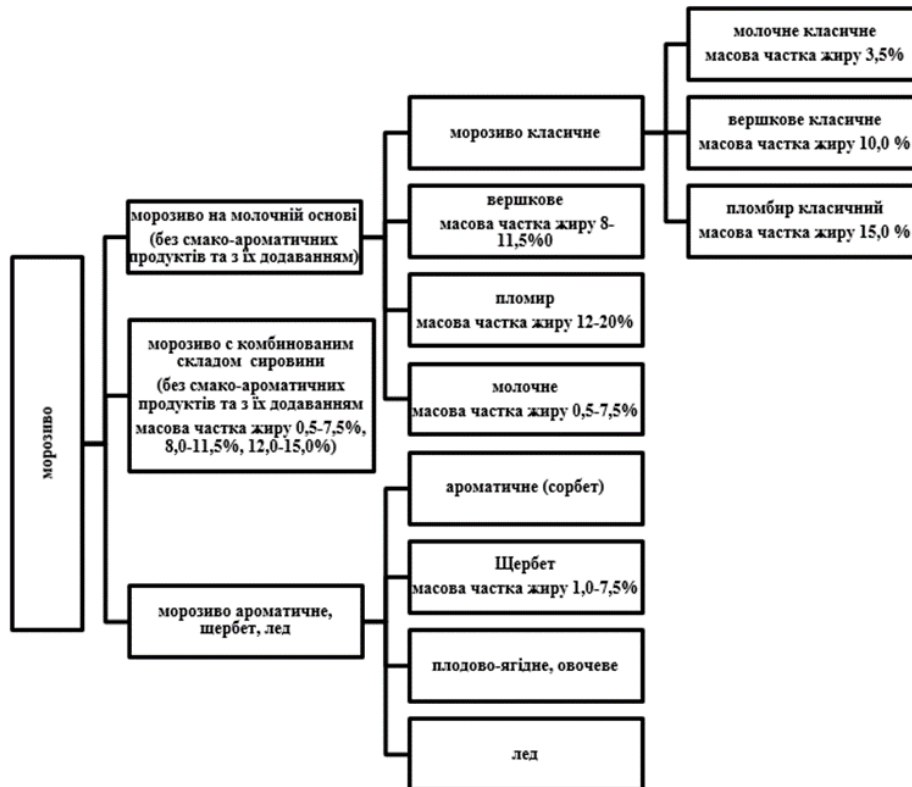 морозиво
морозиво на молочній основі
(без смако-ароматичних
продуктів та з їх додаванням)
морозиво с комбинованим
складом сировини
(без смако-ароматичних
продуктів та з їх додаванням
масова частка жиру 0,5-7,5%,
8,0-11,5%, 12,0-15,0%)
морозиво ароматичне,
щербет, лед
морозиво класичне
вершкове
масова частка жиру 8-
11,5%0
пломир
масова частка жиру 12-20%
молочне
масова частка жиру 0,5-7,5%
ароматичне (сорбет)
Щербет
масова частка жиру 1,0-7,5%
плодово-ягідне, овочеве
лед
молочне класичне
масова частка жиру 3,5%
вершкове класичне
масова частка жиру 10,0 %
пломбир класичний
масова частка жиру 15,0 %